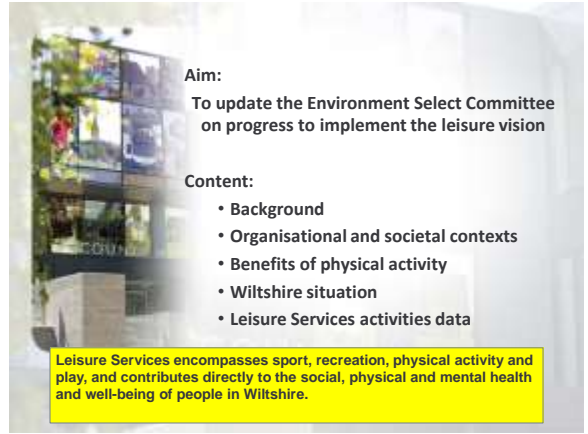 Aim:
To update the Environment Select Committee
on progress to implement the leisure vision
Content:
• Background
• Organisational and societal contexts
• Benefits of physical activity
• Wiltshire situation
• Leisure Services activities data
COUN
Leisure Services encompasses sport, recreation, physical activity and
play, and contributes directly to the social, physical and mental health
and well-being of people in Wiltshire.